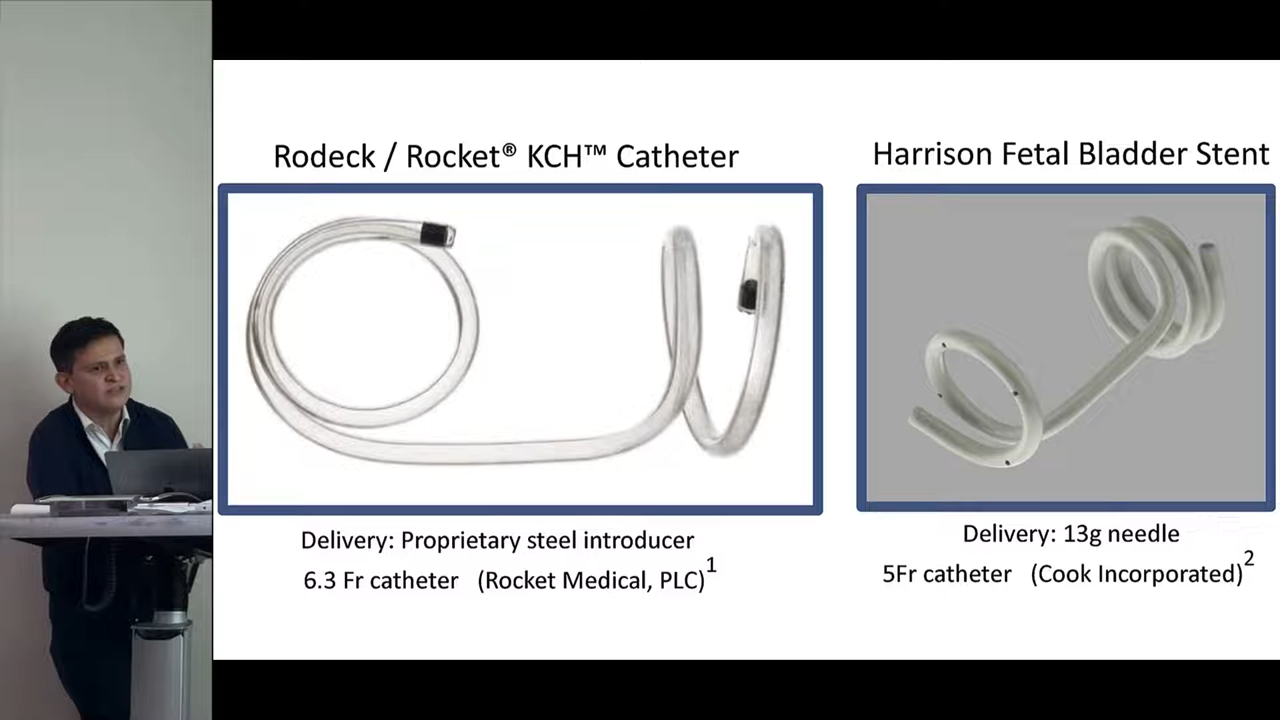 Rodeck / Rocket® KCH™ Catheter
Harrison Fetal Bladder Stent
Delivery: Proprietary steel introducer
6.3 Fr catheter (Rocket Medical, PLC)1
Delivery: 13g needle
5Fr catheter (Cook Incorporated)2